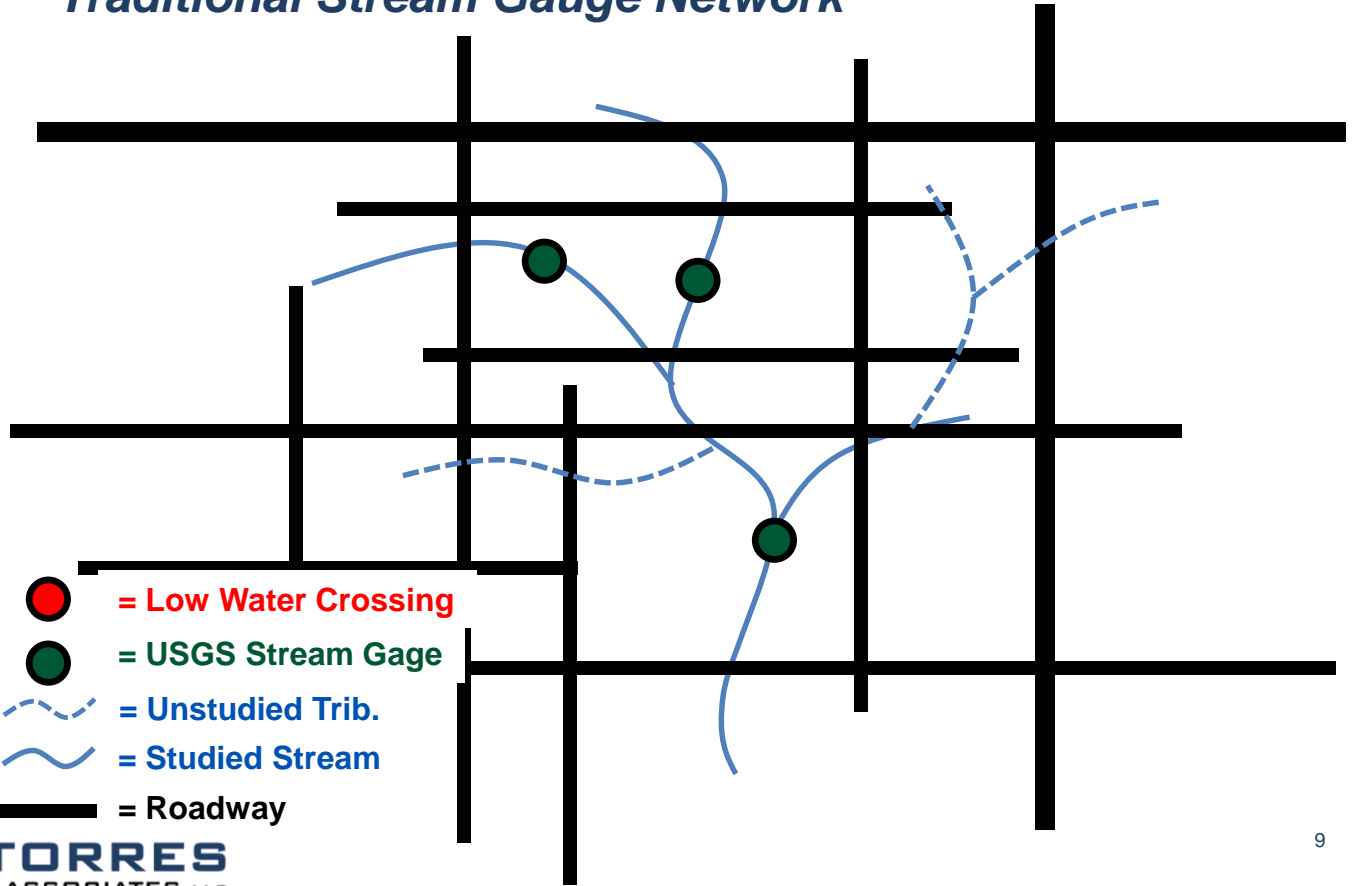 Traditional Stream Gauge Network
= Low Water Crossing
= USGS Stream Gage
= Unstudied Trib.
= Studied Stream
= Roadway
9
TORRES